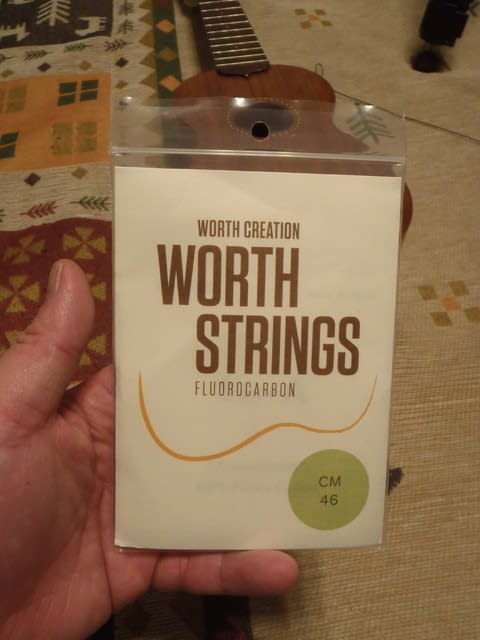 WORTH CREATION
WORTH
STRINGS
FLUOROCARBON
CM
46